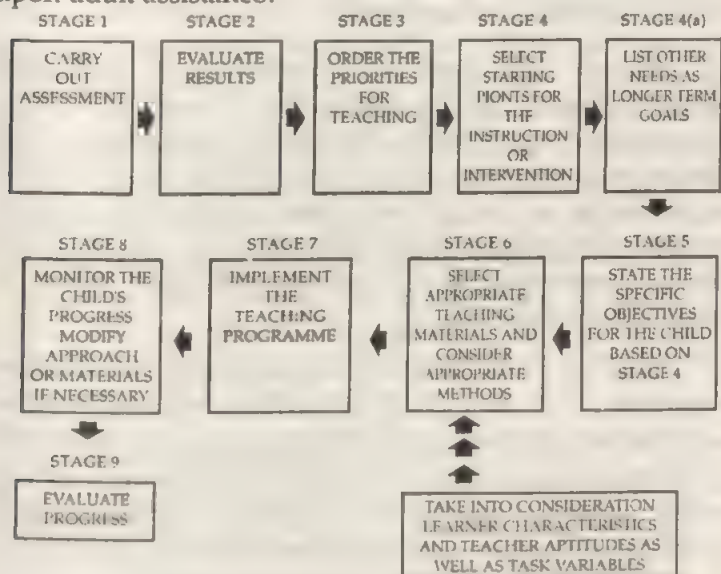 upon adult assistance.
STAGE 1
CARRY
OUT
ASSESSMENT
STAGE 2
EVALUATE
RESULTS
STAGE 3
ORDER THE
PRIORITIES
FOR
TEACHING
STAGE 4
SELECT
STARTING
PIONTS FOR
THE
INSTRUCTION
OR
INTERVENTION
STAGE 4(a)
LIST OTHER
NEEDS AS
LONGER TERM
GOALS
STAGE 5
STATE THE
SPECIFIC
OBJECTIVES
FOR THE CHILD
BASED ON
STAGE 4
STAGE 6
SELECT
APPROPRIATE
TEACHING
MATERIALS AND
CONSIDER
APPROPRIATE
METHODS
TAKE INTO CONSIDERATION
LEARNER CHARACTERISTICS
AND TEACHER APTITUDES AS
WELL AS TASK VARIABLES
STAGE 7
IMPLEMENT
THE
TEACHING
PROGRAMME
STAGE 8
MONITOR THE
CHILD'S
PROGRESS
MODIFY
APPROACH
OR MATERIALS
IF NECESSARY
STAGE 9
EVALUATE
PROGRESS